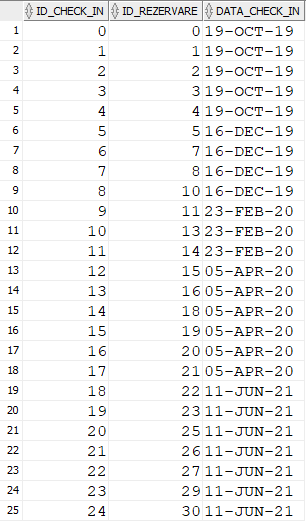 ID_CHECK_IN ID_REZERVARE DATA_CHECK_IN
1 0 0 19-OCT-19
2 1 1 19-OCT-19
3 2 2 19-OCT-19
4 3 3 19-OCT-19
5 4 4 19-OCT-19
6 5 5 16-DEC-19
7 6 7 16-DEC-19
8 7 8 16-DEC-19
9 8 10 16-DEC-19
10 9 11 23-FEB-20
11 10 13 23-FEB-20
12 11 14 23-FEB-20
13 12 15 05-APR-20
14 13 16 05-APR-20
15 14 18 05-APR-20
16 15 19 05-APR-20
17 16 20 05-APR-20
18 17 21 05-APR-20
19 18 22 11-JUN-21
20 19 23 11-JUN-21
21 20 25 11-JUN-21
22 21 26 11-JUN-21
23 22 27 11-JUN-21
24 23 29 11-JUN-21
25 24 30 11-JUN-21